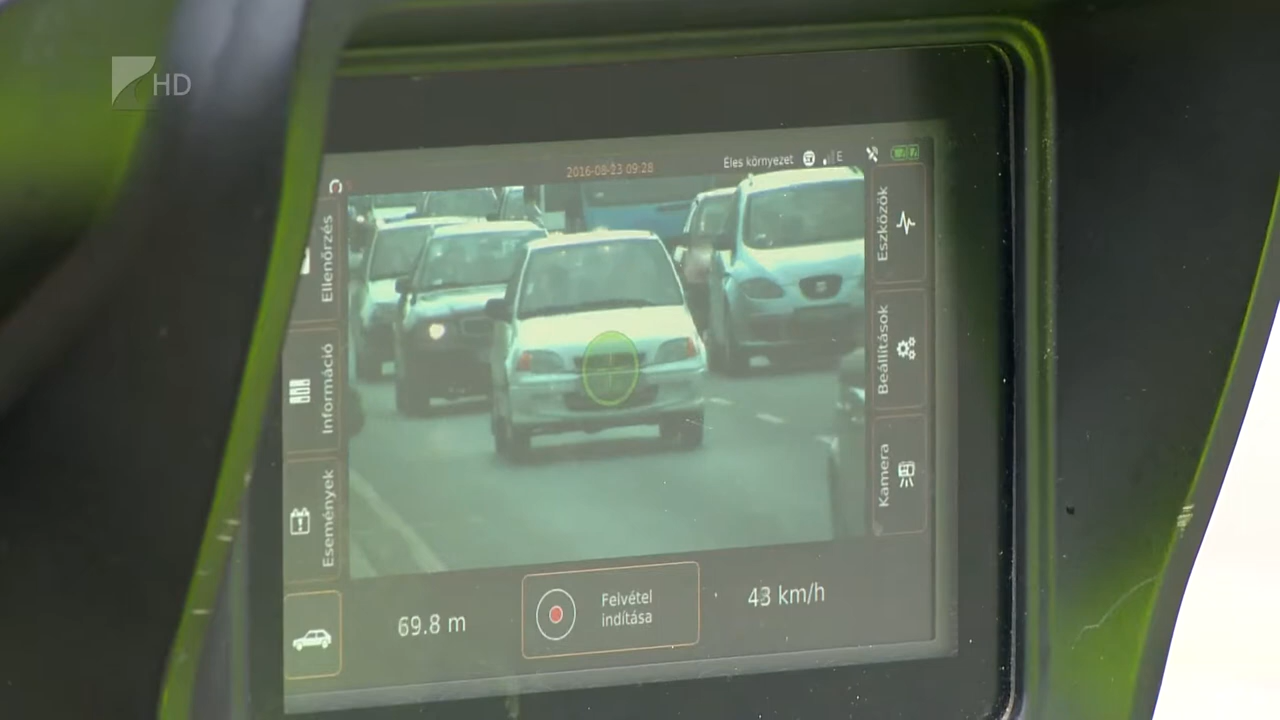 HD
2016-08-23 09:28
Éles környezet
E
Ellenőrzés
Információ
Események
Eszközök
Beállítások
Kamera
69.8 m
Felvétel
indítása
43 km/h